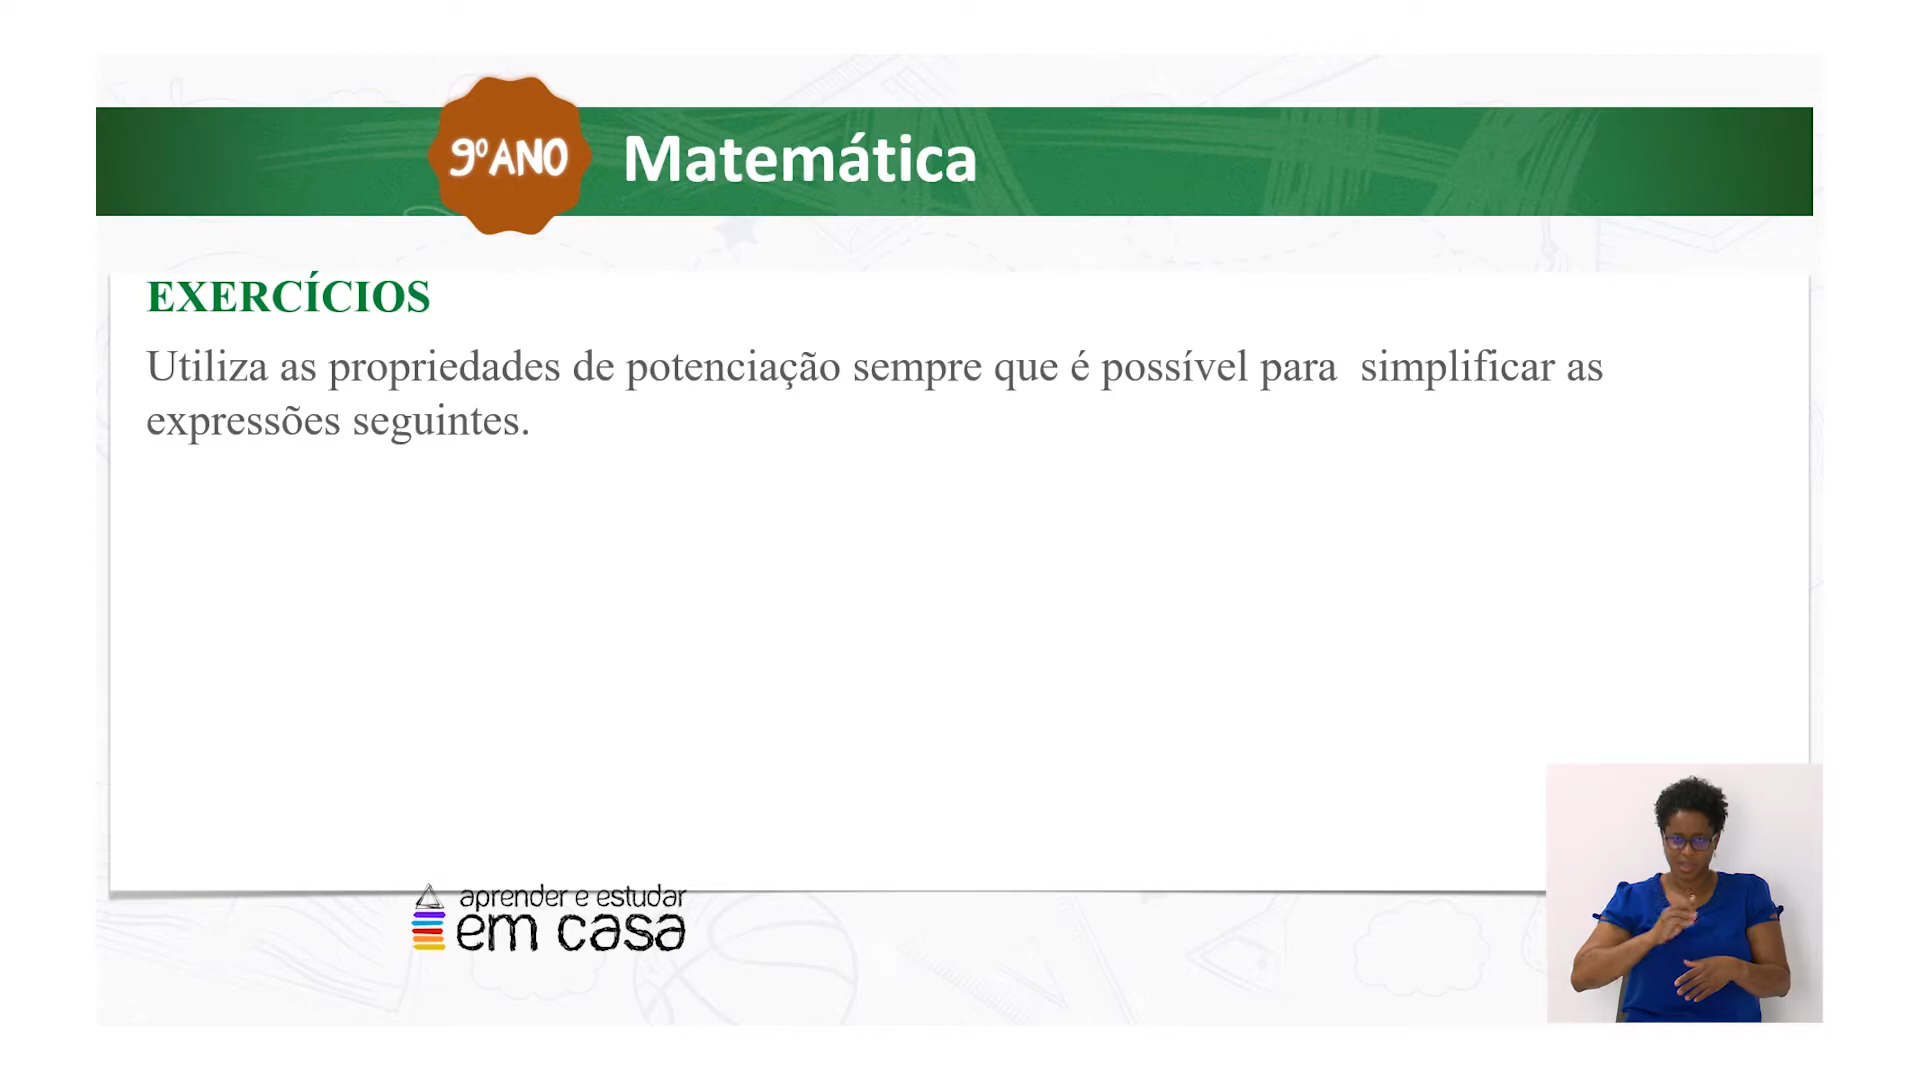 9º ANO
Matemática
EXERCÍCIOS
Utiliza as propriedades de potenciação sempre que é possível para simplificar as
expressões seguintes.
aprender e estudar
em casa